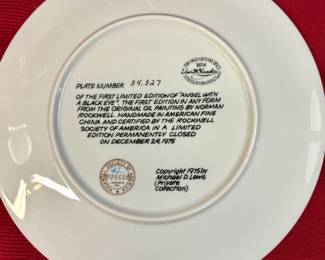 PLATE NUMBER 84,327
OF THE FIRST LIMITED EDITION OF "ANGEL WITH
A BLACK EYE". THE FIRST EDITION IN ANY FORM
FROM THE ORIGINAL OIL PAINTING BY NORMAN
ROCKWELL. HANDMADE IN AMERICAN FINE
CHINA AND CERTIFIED BY THE ROCKWELL
SOCIETY OF AMERICA IN A LIMITED
EDITION PERMANENTLY CLOSED
ON DECEMBER 29, 1975
Copyright 1975 by
Michael D. Lewis
(Private
Collection)